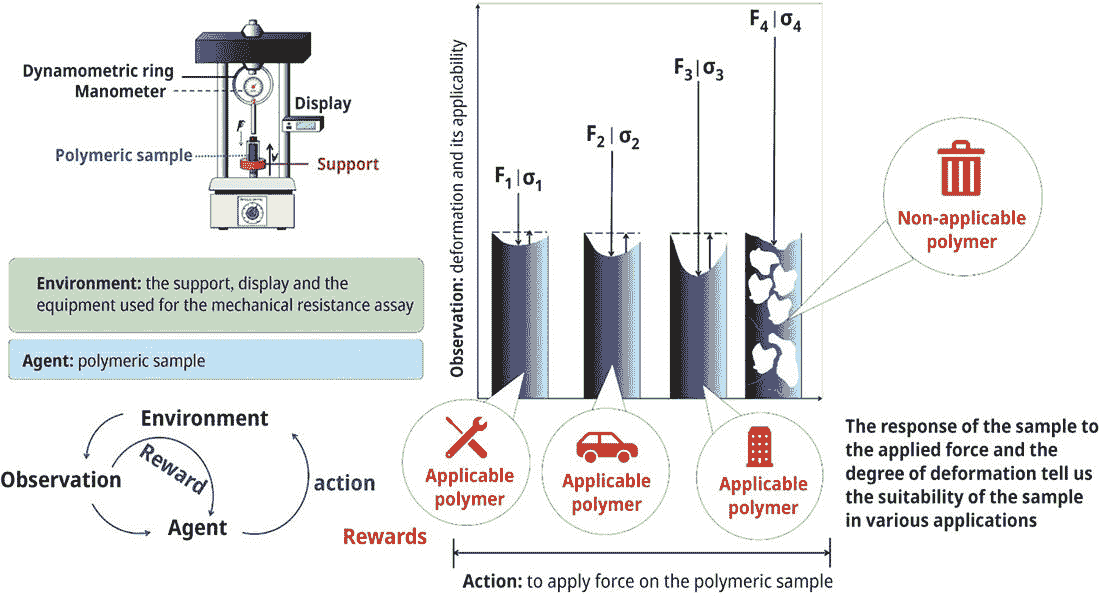 Dynamometric ring
Manometer
Display
F
Polymeric sample
v
Support
Environment: the support, display and the
equipment used for the mechanical resistance assay
Agent: polymeric sample
Environment
Observation
Reward
action
Agent
Observation: deformation and its applicability
F1|σ1
F2|σ2
F3|σ3
F4|σ4
Non-applicable
polymer
Applicable
polymer
Applicable
polymer
Applicable
polymer
Rewards
Action: to apply force on the polymeric sample
The response of the sample to
the applied force and the
degree of deformation tell us
the suitability of the sample
in various applications